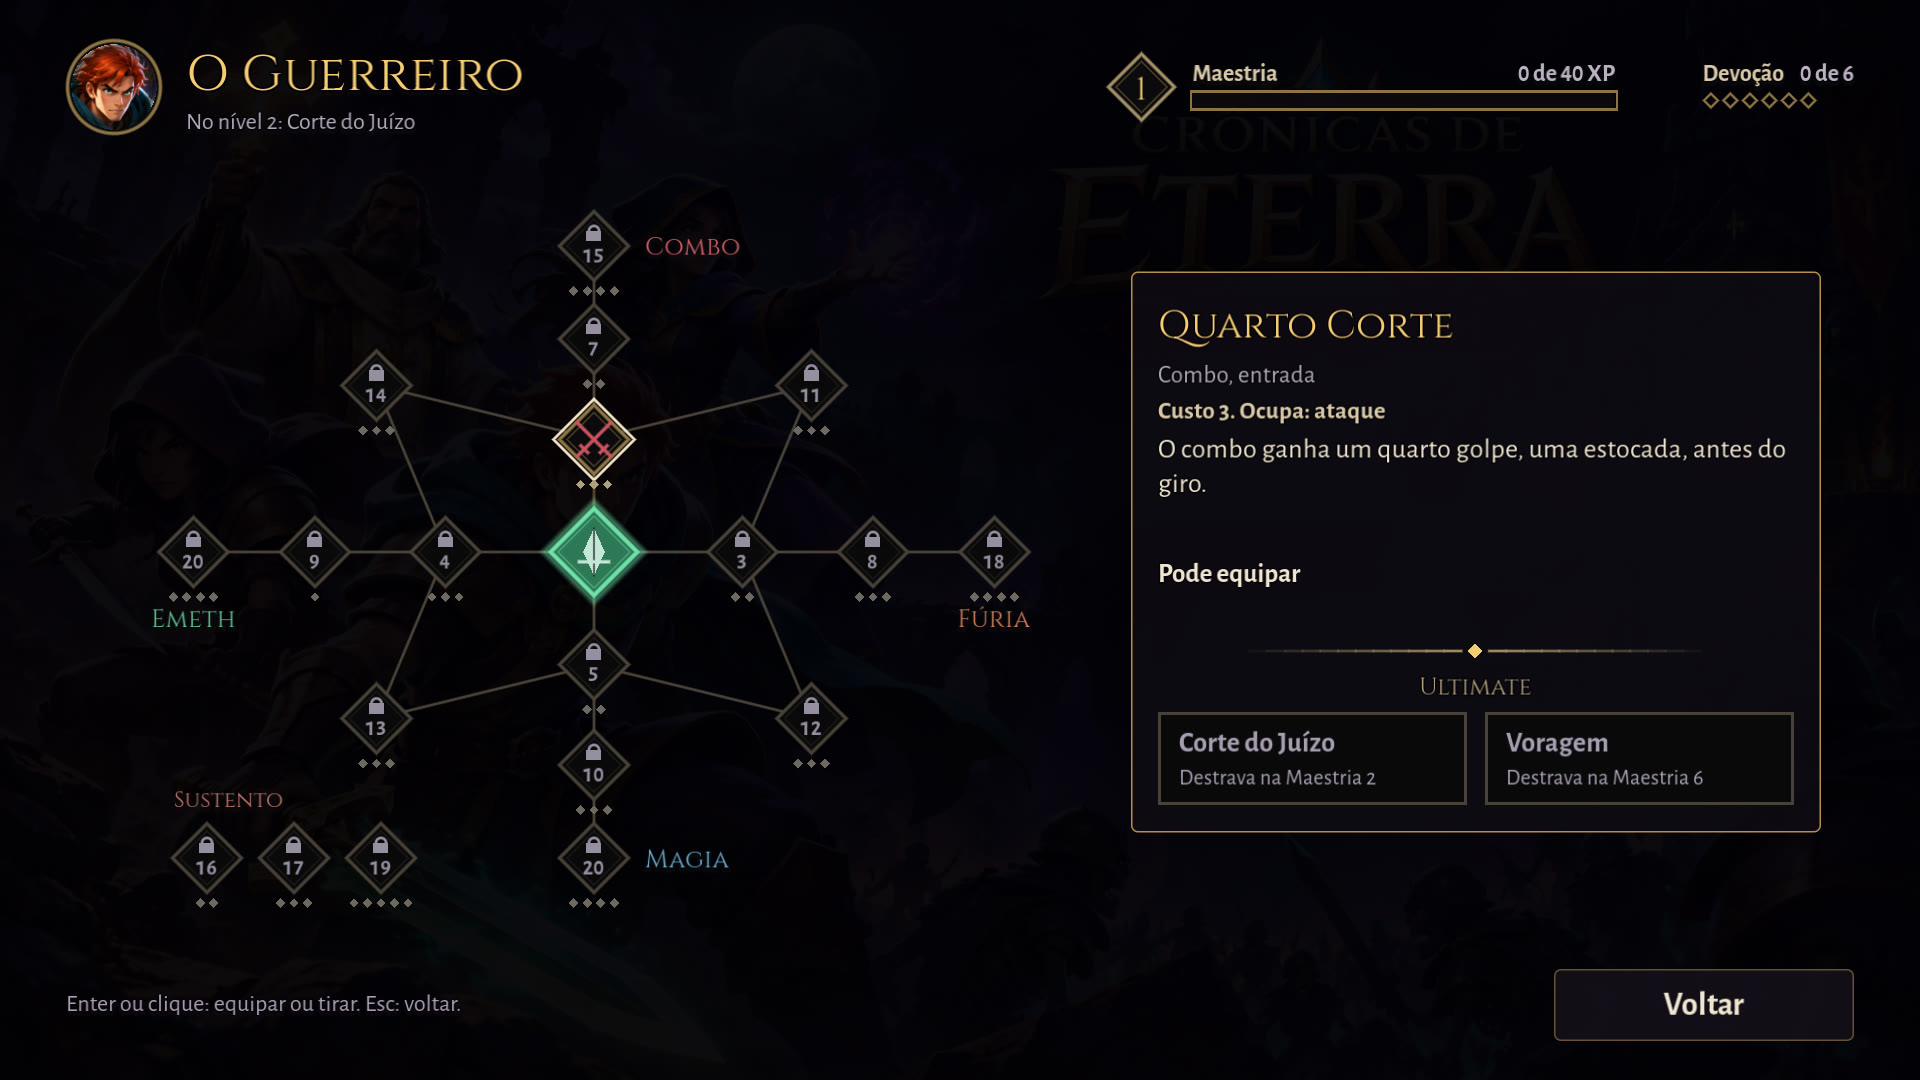 O Guerreiro
No nível 2: Corte do Juízo
1
Maestria
0 de 40 XP
Devoção 0 de 6
CRÔNICAS DE
ETERRA
15
Combo
7
14
11
20
9
4
3
8
18
Emeth
Fúria
5
13
12
10
Sustento
16
17
19
20
Magia
Quarto Corte
Combo, entrada
Custo 3. Ocupa: ataque
O combo ganha um quarto golpe, uma estocada, antes do
giro.
Pode equipar
Ultimate
Corte do Juízo
Destrava na Maestria 2
Voragem
Destrava na Maestria 6
Enter ou clique: equipar ou tirar. Esc: voltar.
Voltar